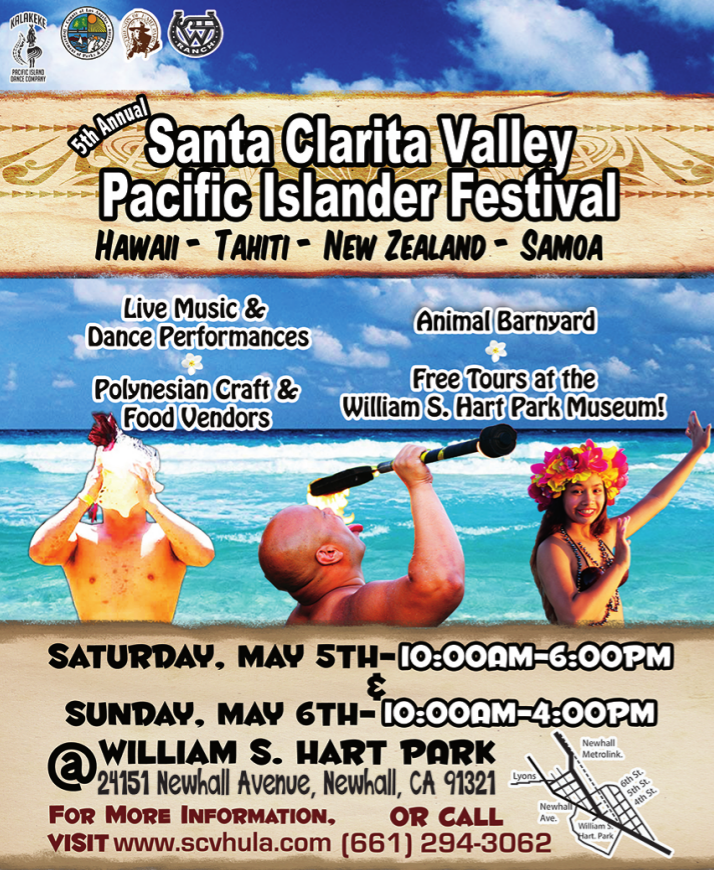 KALAKEKE
PACIFIC ISLAND
DANCE COMPANY
RANCH
5th Annual
Santa Clarita Valley
Pacific Islander Festival
HAWAII - TAHITI - NEW ZEALAND - SAMOA
Live Music &
Dance Performances
Polynesian Craft &
Food Vendors
Animal Barnyard
Free Tours at the
William S. Hart Park Museum!
SATURDAY, MAY 5TH-10:00AM-6:00PM
&
SUNDAY, MAY 6TH-10:00AM-4:00PM
@WILLIAM S. HART PARK
24151 Newhall Avenue, Newhall, CA 91321
FOR MORE INFORMATION, OR CALL
VISIT www.scvhula.com (661) 294-3062
Newhall
Metrolink.
Lyons
6th St.
5th St.
4th St.
Newhall
Ave.
William S.
Hart. Park